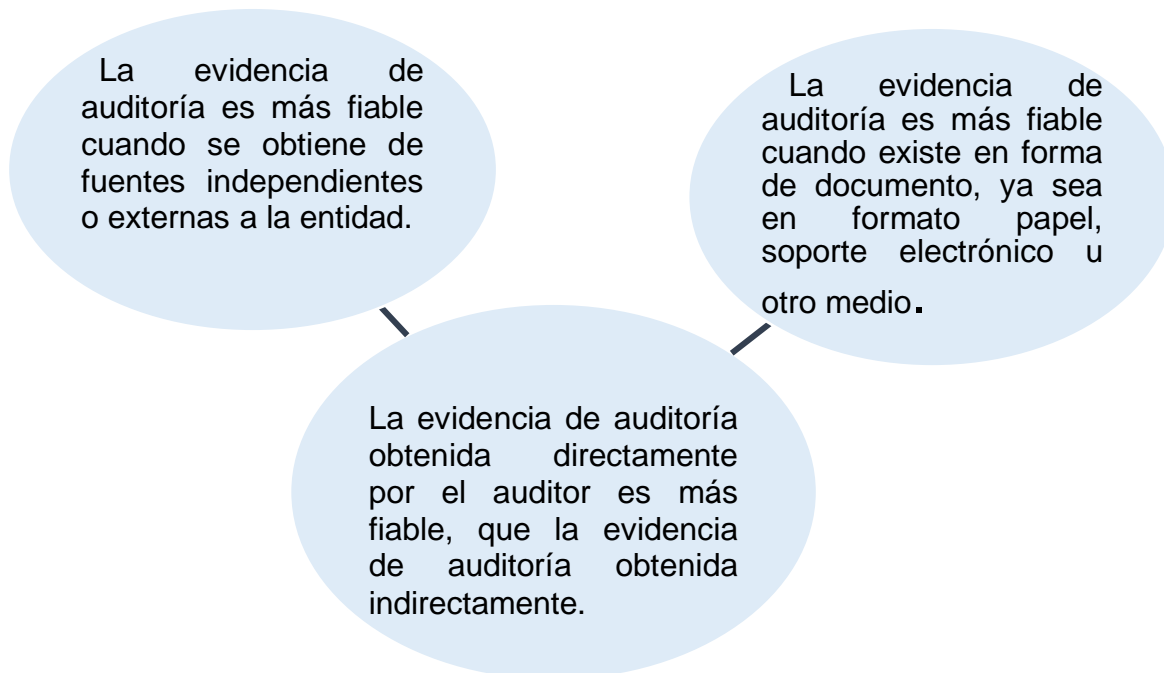 La evidencia de
auditoría es más fiable
cuando se obtiene de
fuentes independientes
o externas a la entidad.
La evidencia de
auditoría es más fiable
cuando existe en forma
de documento, ya sea
en formato papel,
soporte electrónico u
otro medio.
La evidencia de auditoría
obtenida directamente
por el auditor es más
fiable, que la evidencia
de auditoría obtenida
indirectamente.